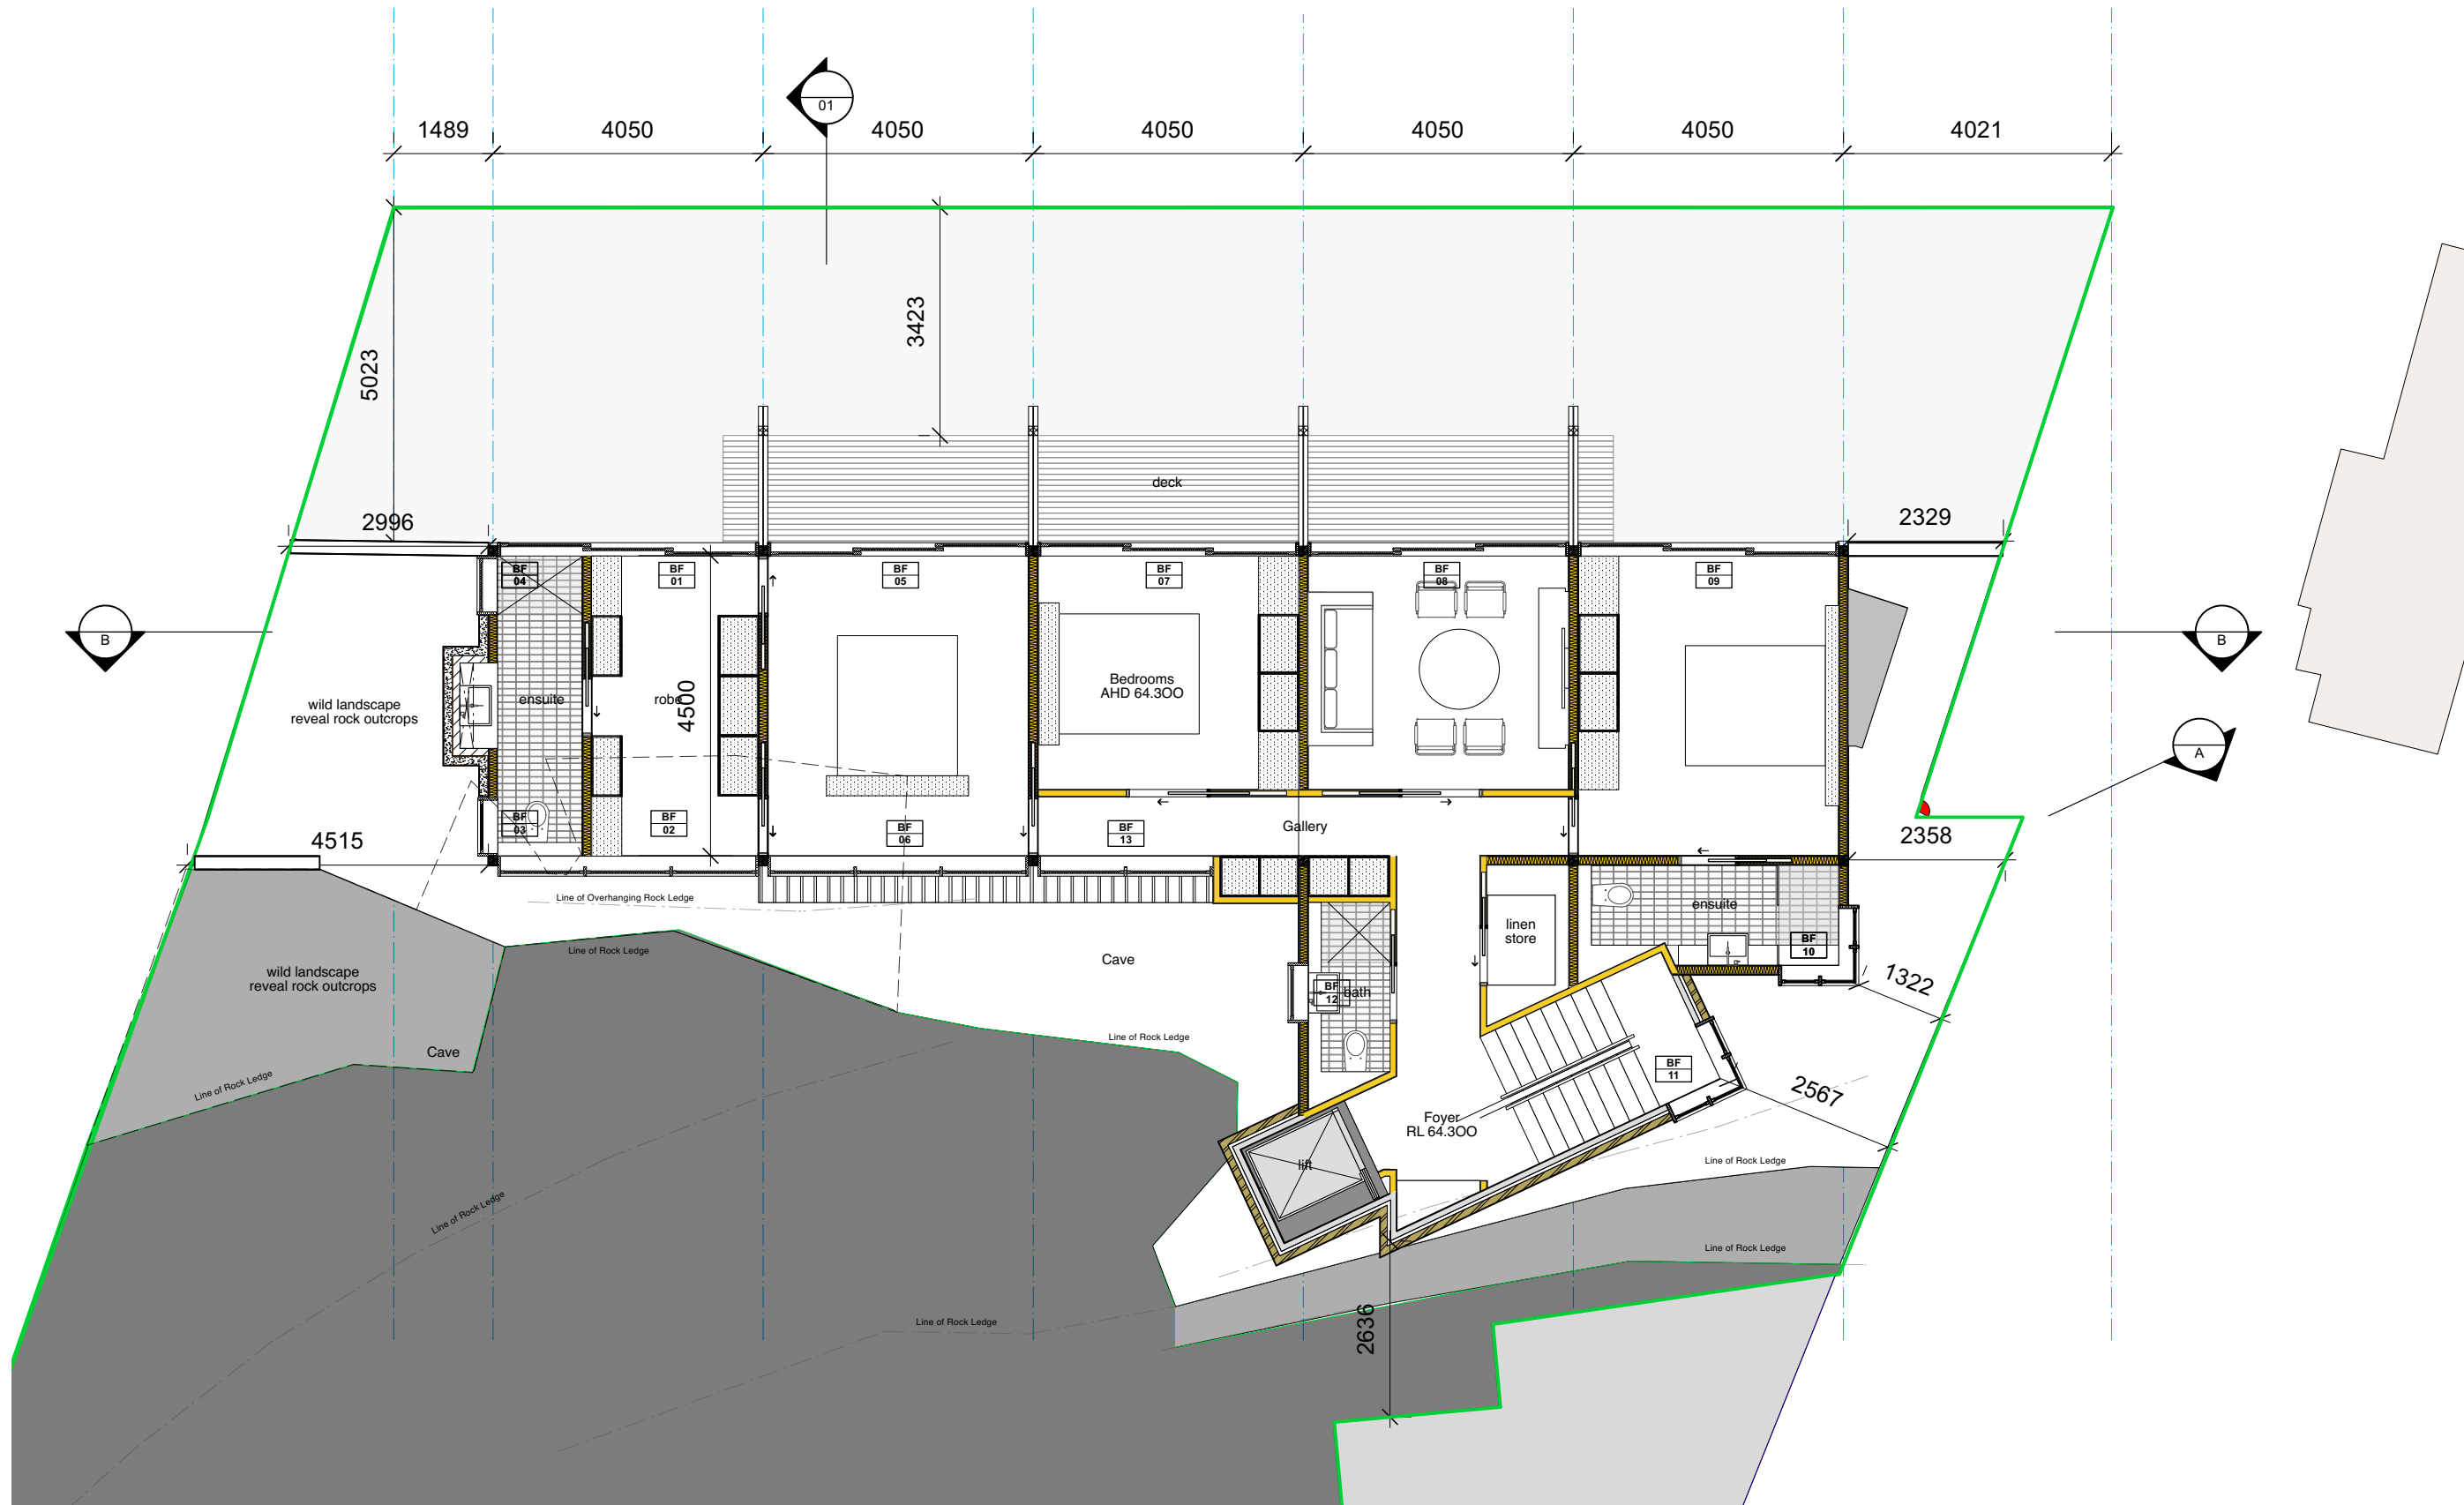 01
1489
4050
4050
4050
4050
4050
4021
5023
3423
deck
2996
2329
BF
04
BF
01
BF
05
BF
07
BF
08
BF
09
B
B
wild landscape
reveal rock outcrops
ensuite
robe
4500
Bedrooms
AHD 64.3OO
A
BF
03
BF
02
BF
06
BF
13
Gallery
4515
2358
Line of Overhanging Rock Ledge
linen
store
ensuite
BF
10
Line of Rock Ledge
Cave
wild landscape
reveal rock outcrops
BF
12
bath
1322
Cave
Line of Rock Ledge
Line of Rock Ledge
BF
11
2567
Foyer
RL 64.3OO
lift
Line of Rock Ledge
Line of Rock Ledge
Line of Rock Ledge
Line of Rock Ledge
2636